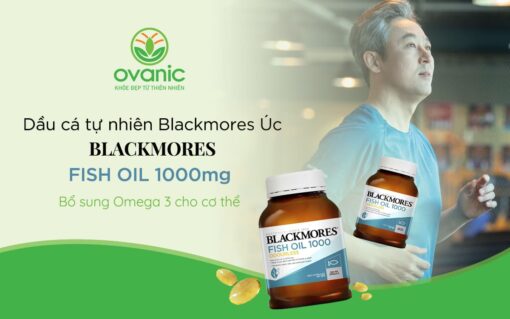 ovanic
KHỎE ĐẸP TỪ THIÊN NHIÊN
Dầu cá tự nhiên Blackmores Úc
BLACKMORES
FISH OIL 1000mg
Bổ sung Omega 3 cho cơ thể
BLACKMORES
FISH OIL 1000
BLACKMORES
FISH OIL 1000
ODOURLESS